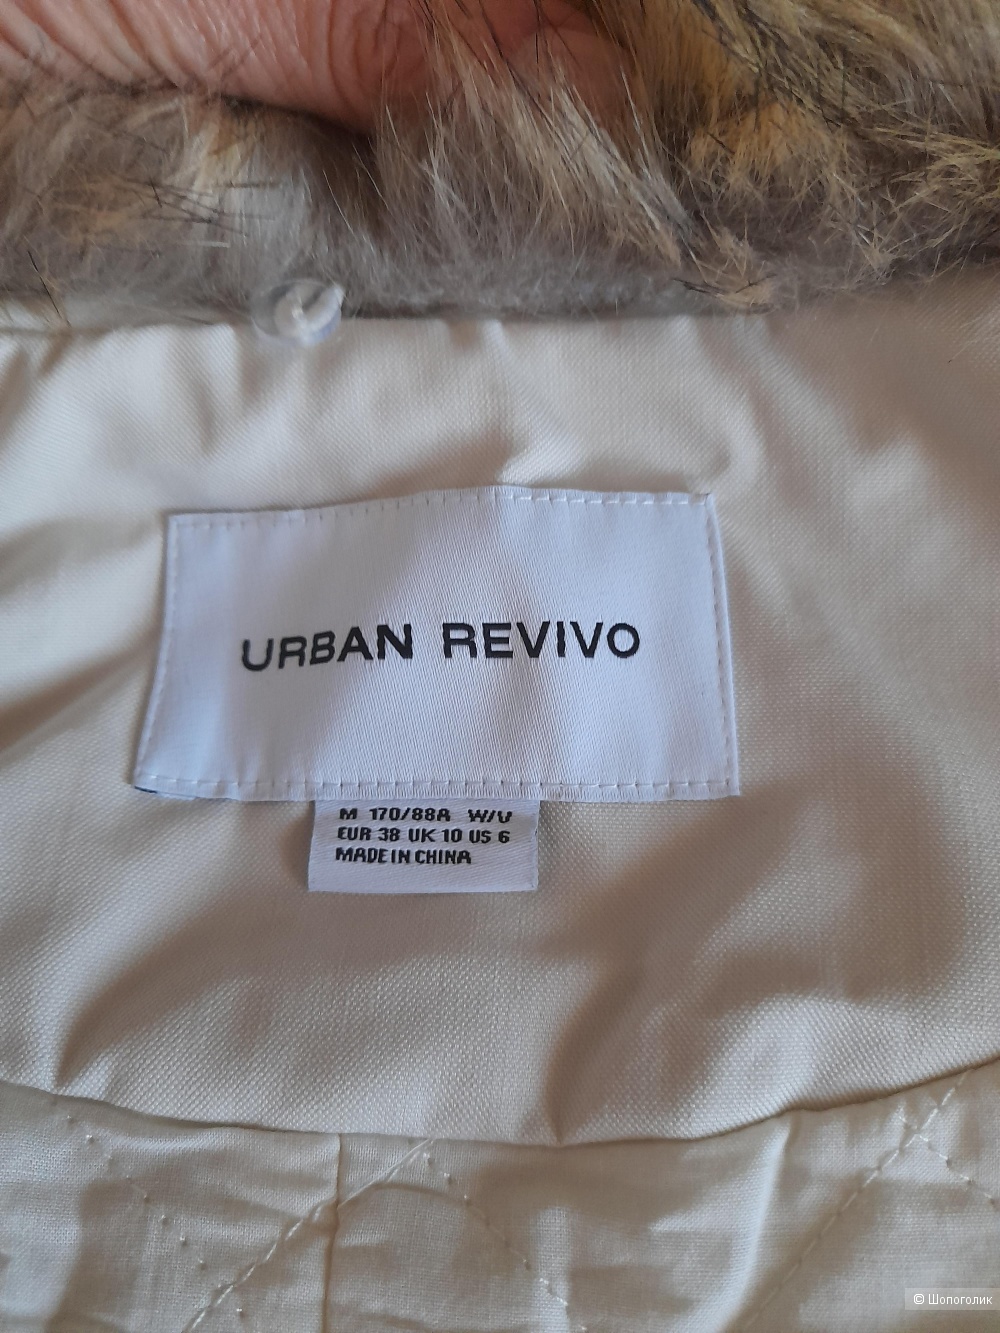 URBAN REVIVO
M 170/88A W/U
EUR 38 UK 10 US 6
MADE IN CHINA
© Шопоголик